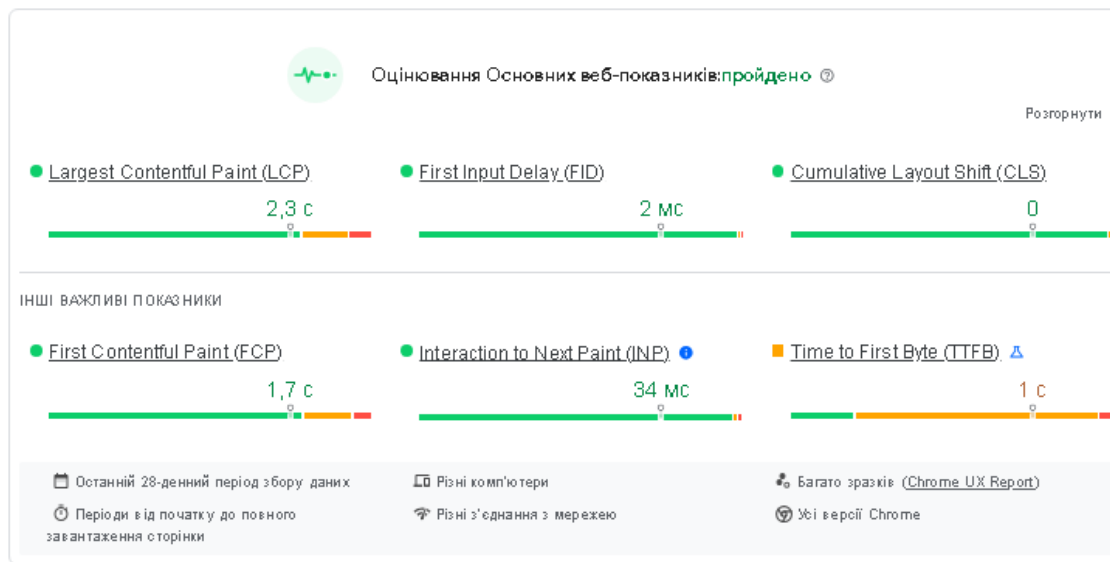 Оцінювання Основних веб-показників:пройдено
Розгорнути
Largest Contentful Paint (LCP)
First Input Delay (FID)
Cumulative Layout Shift (CLS)
2,3 с
2 мс
0
ІНШІ ВАЖЛИВІ ПОКАЗНИКИ
First Contentful Paint (FCP)
Interaction to Next Paint (INP)
Time to First Byte (TTFB)
1,7 с
34 мс
1 с
Останній 28-денний період збору даних
Різні комп'ютери
Багато зразків (Chrome UX Report)
Періоди від початку до повного
завантаження сторінки
Різні з'єднання з мережею
Усі версії Chrome